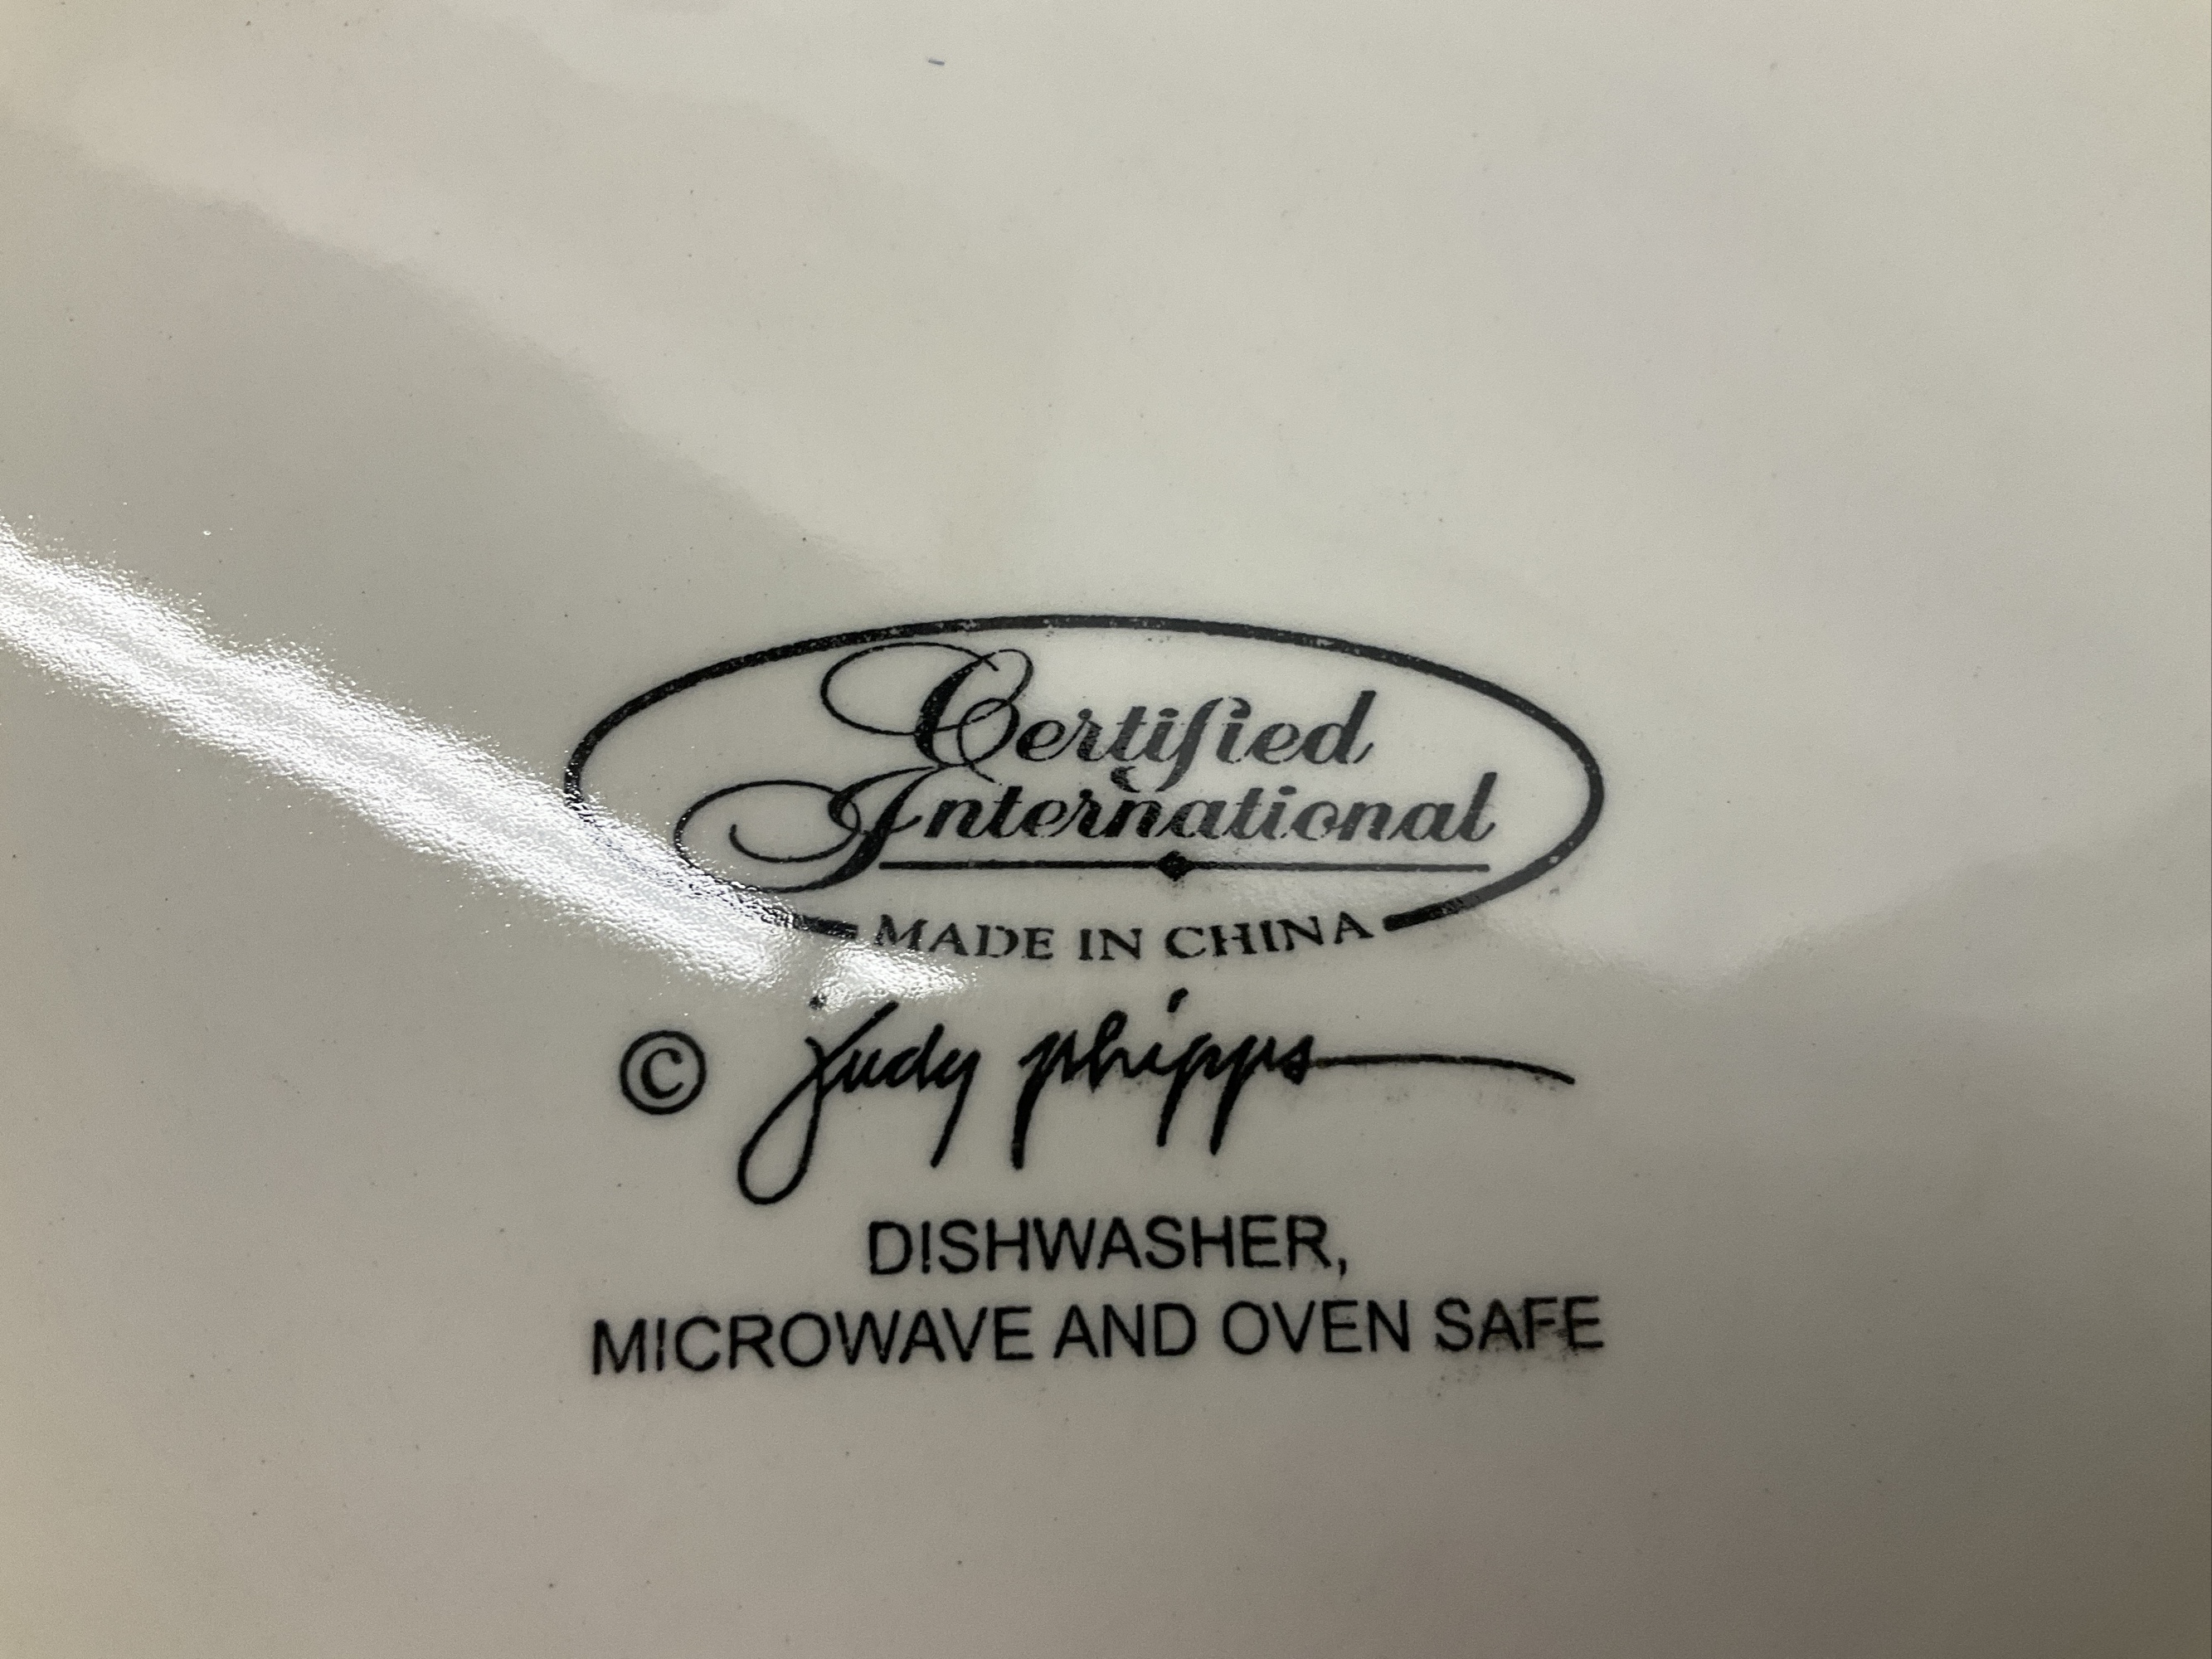 Certified
International
MADE IN CHINA
© judy phipps
DISHWASHER,
MICROWAVE AND OVEN SAFE